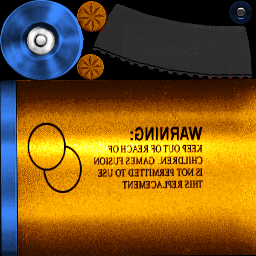 WARNING:
KEEP OUT OF REACH OF
CHILDREN. GAMES FUSION
IS NOT PERMITTED TO USE
THIS REPLACEMENT